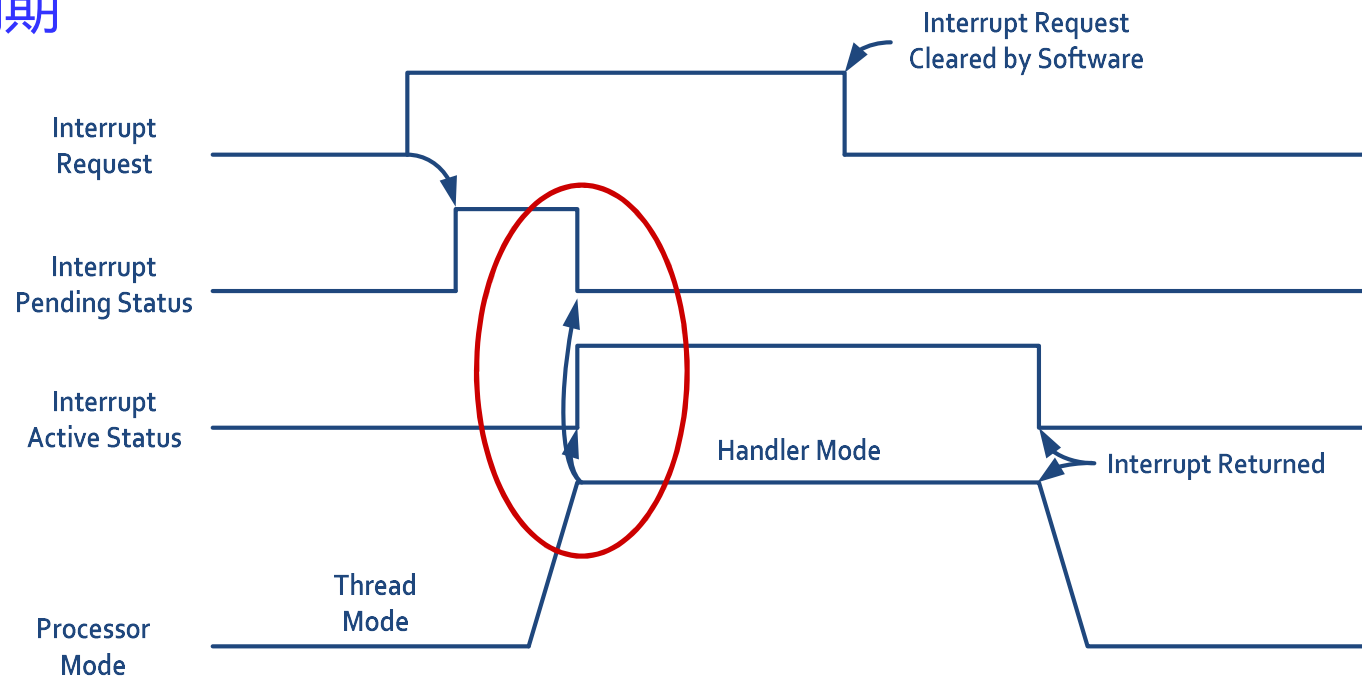 期
Interrupt Request
Cleared by Software
Interrupt
Request
Interrupt
Pending Status
Interrupt
Active Status
Handler Mode
Interrupt Returned
Thread
Mode
Processor
Mode